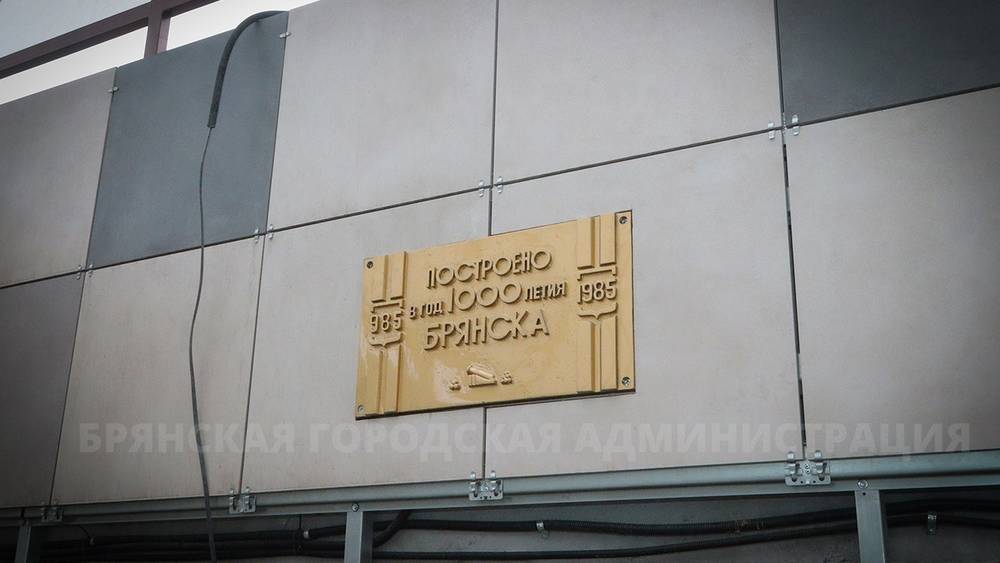 ПОСТРОЕНО
985 В ГОД 1000 ЛЕТИЯ 1985
БРЯНСКА
БРЯНСКАЯ ГОРОДСКАЯ АДМИНИСТРАЦИЯ